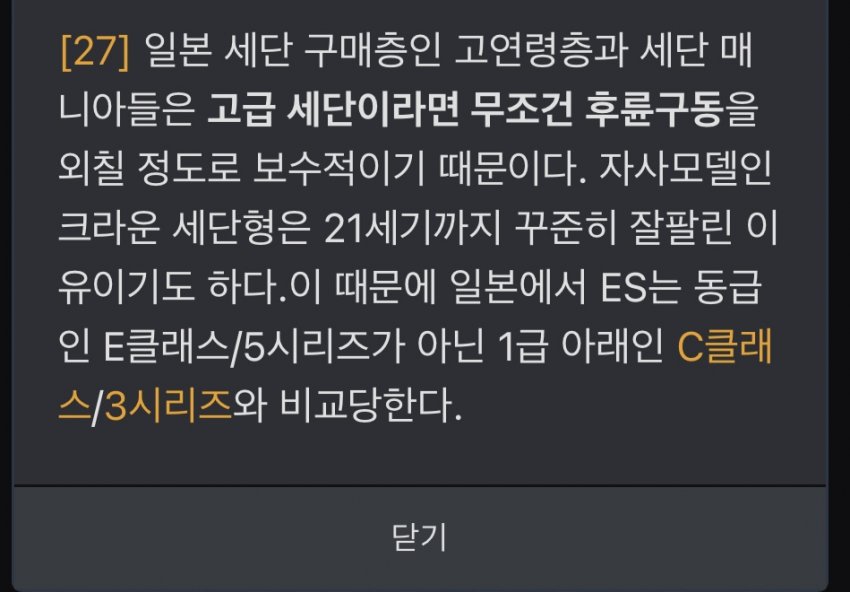 [27] 일본 세단 구매층인 고연령층과 세단 매
니아들은 고급 세단이라면 무조건 후륜구동을
외칠 정도로 보수적이기 때문이다. 자사모델인
크라운 세단형은 21세기까지 꾸준히 잘팔린 이
유이기도 하다.이 때문에 일본에서 ES는 동급
인 E클래스/5시리즈가 아닌 1급 아래인 C클래
스/3시리즈와 비교당한다.
닫기